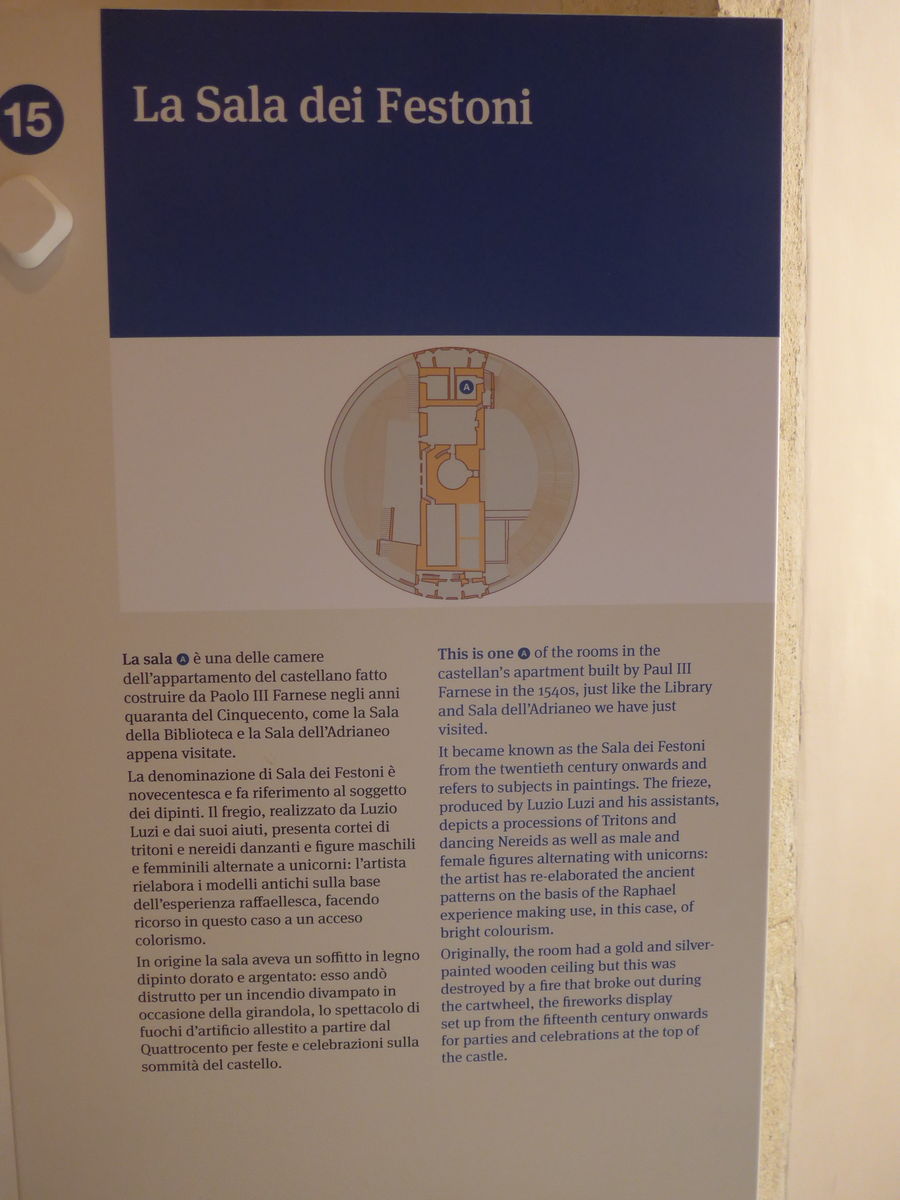 15
La Sala dei Festoni
A
La sala A è una delle camere
dell'appartamento del castellano fatto
costruire da Paolo III Farnese negli anni
quaranta del Cinquecento, come la Sala
della Biblioteca e la Sala dell'Adrianeo
appena visitate.
La denominazione di Sala dei Festoni è
novecentesca e fa riferimento al soggetto
dei dipinti. Il fregio, realizzato da Luzio
Luzi e dai suoi aiuti, presenta cortei di
tritoni e nereidi danzanti e figure maschili
e femminili alternate a unicorni: l'artista
rielabora i modelli antichi sulla base
dell'esperienza raffaellesca, facendo
ricorso in questo caso a un acceso
colorismo.
In origine la sala aveva un soffitto in legno
dipinto dorato e argentato: esso andò
distrutto per un incendio divampato in
occasione della girandola, lo spettacolo di
fuochi d'artificio allestito a partire dal
Quattrocento per feste e celebrazioni sulla
sommità del castello.
This is one A of the rooms in the
castellan's apartment built by Paul III
Farnese in the 1540s, just like the Library
and Sala dell'Adrianeo we have just
visited.
It became known as the Sala dei Festoni
from the twentieth century onwards and
refers to subjects in paintings. The frieze,
produced by Luzio Luzi and his assistants,
depicts a processions of Tritons and
dancing Nereids as well as male and
female figures alternating with unicorns:
the artist has re-elaborated the ancient
patterns on the basis of the Raphael
experience making use, in this case, of
bright colourism.
Originally, the room had a gold and silver-
painted wooden ceiling but this was
destroyed by a fire that broke out during
the cartwheel, the fireworks display
set up from the fifteenth century onwards
for parties and celebrations at the top of
the castle.